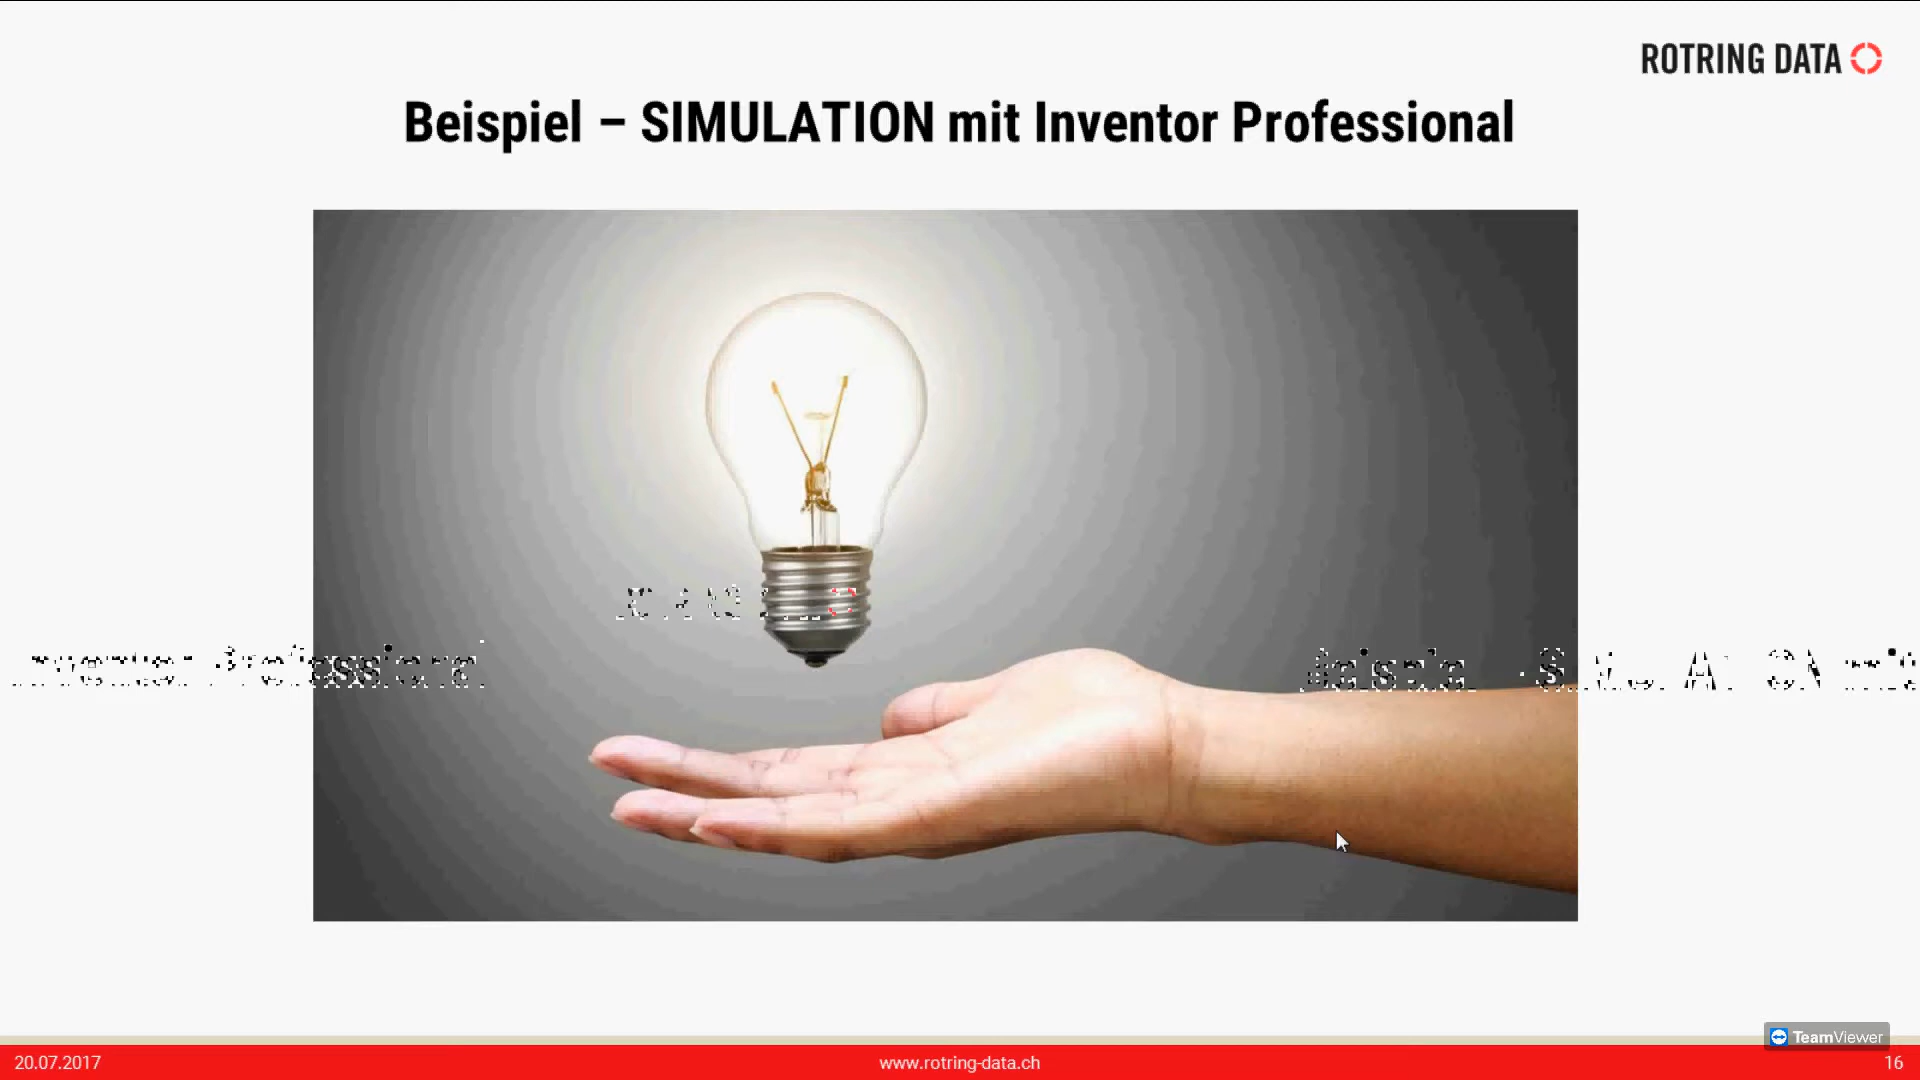 ROTRING DATA
Beispiel – SIMULATION mit Inventor Professional
TeamViewer
20.07.2017
www.rotring-data.ch
16